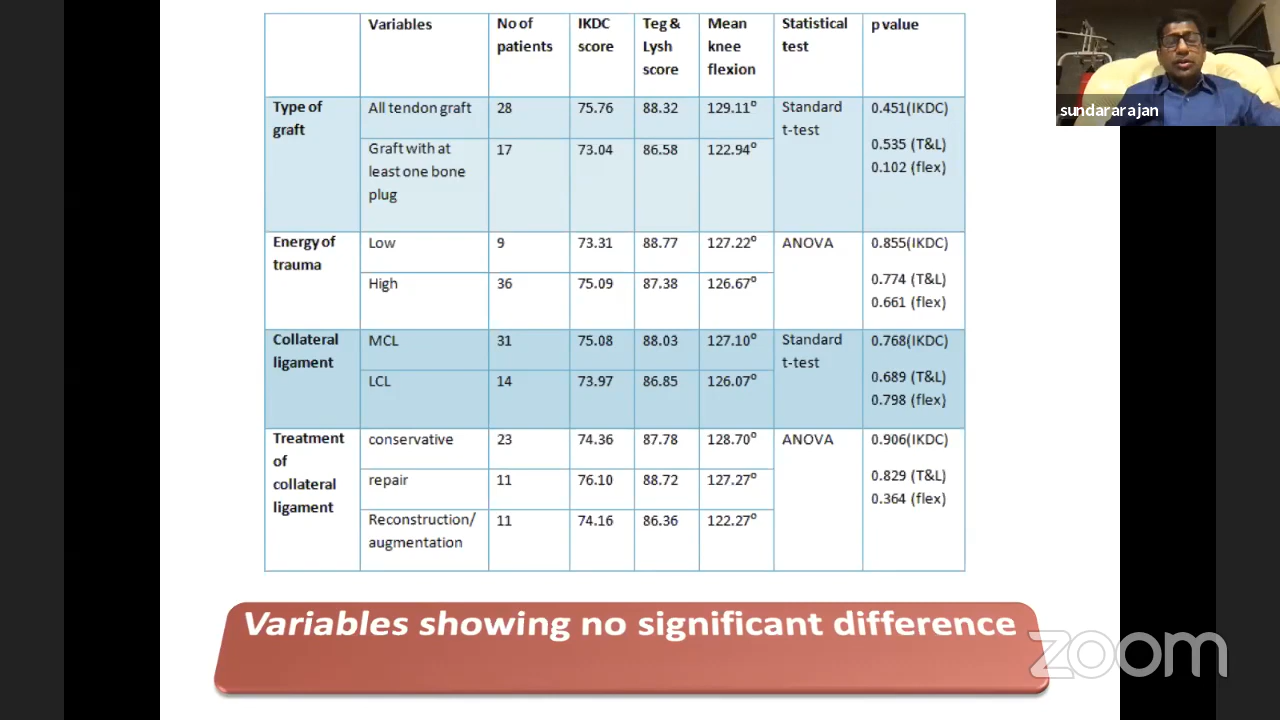 Variables No of patients IKDC score Teg & Lysh score Mean knee flexion Statistical test p value
Type of graft All tendon graft 28 75.76 88.32 129.11° Standard t-test 0.451(IKDC)
0.535 (T&L)
0.102 (flex)
Graft with at least one bone plug 17 73.04 86.58 122.94°
Energy of trauma Low 9 73.31 88.77 127.22° ANOVA 0.855(IKDC)
0.774 (T&L)
0.661 (flex)
High 36 75.09 87.38 126.67°
Collateral ligament MCL 31 75.08 88.03 127.10° Standard t-test 0.768(IKDC)
0.689 (T&L)
0.798 (flex)
LCL 14 73.97 86.85 126.07°
Treatment of collateral ligament conservative 23 74.36 87.78 128.70° ANOVA 0.906(IKDC)
0.829 (T&L)
0.364 (flex)
repair 11 76.10 88.72 127.27°
Reconstruction/ augmentation 11 74.16 86.36 122.27°
Variables showing no significant difference
sundararajan
zoom